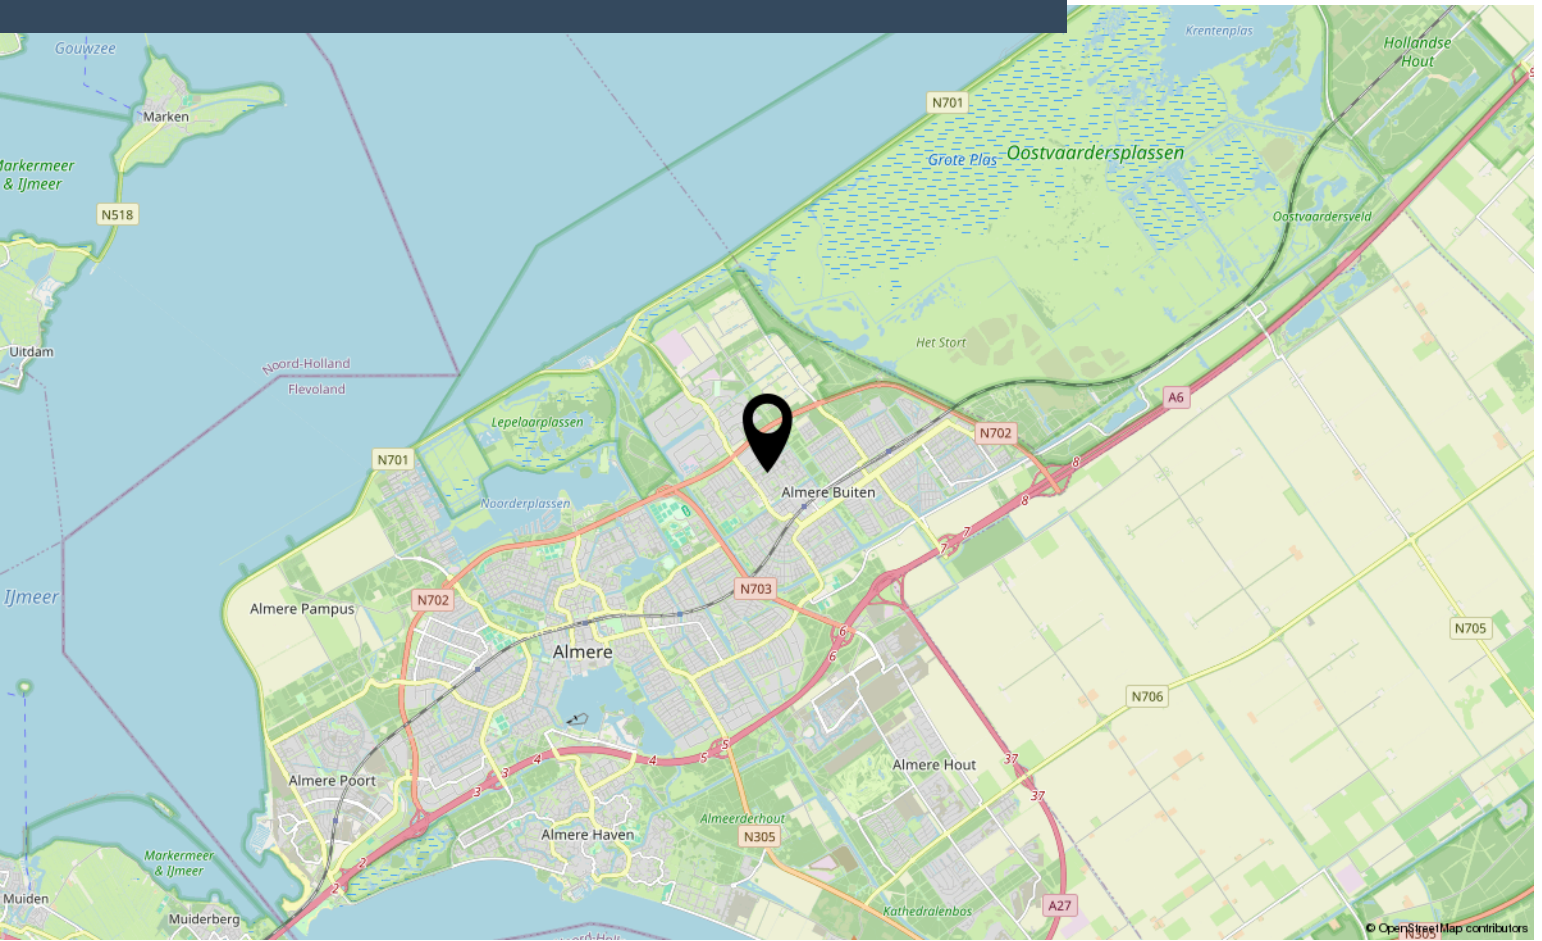 Gouwzee
Krentenplas
Hollandse
Hout
N701
Marken
Grote Plas
Oostvaardersplassen
Markermeer
& IJmeer
N518
Oostvaardersveld
Uitdam
Het Stort
Noord-Holland
Flevoland
A6
Lepelaarplassen
N702
N701
8
Almere Buiten
8
Noorderplassen
7
7
N703
IJmeer
Almere Pampus
N702
6
N705
Almere
6
N706
5
4
4
5
37
Almere Hout
3
Almere Poort
3
37
Almeerderhout
Almere Haven
N305
Markermeer
& IJmeer
2
2
Muiden
A27
Kathedralenbos
Muiderberg
N305
© OpenStreetMap contributors